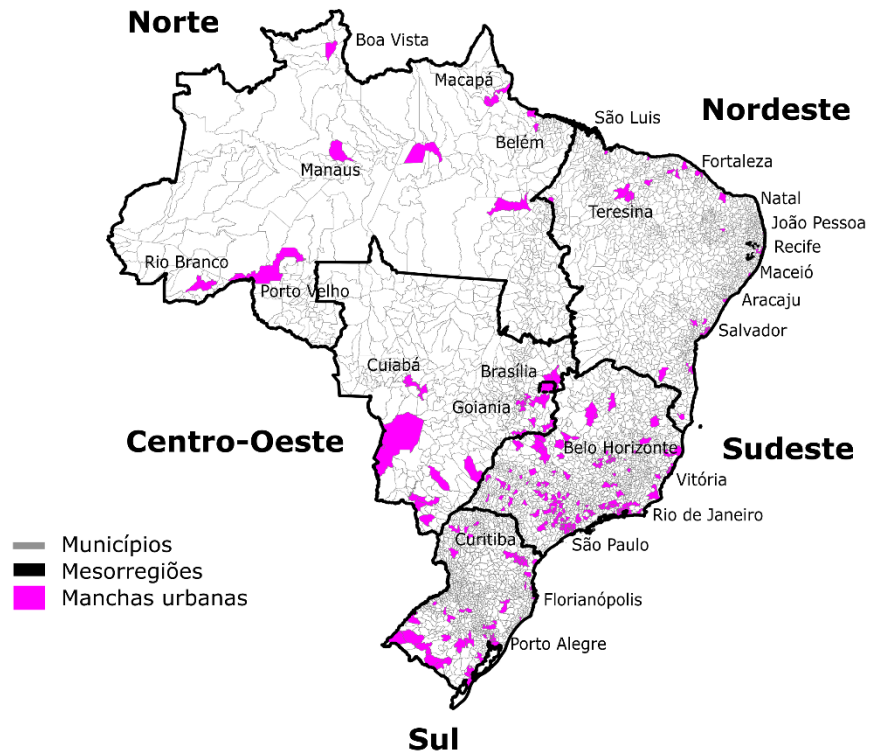 Norte
Boa Vista
Macapá
São Luis
Nordeste
Belém
Fortaleza
Manaus
Teresina
Natal
João Pessoa
Recife
Rio Branco
Maceió
Porto Velho
Aracaju
Salvador
Cuiabá
Brasília
Goiania
Centro-Oeste
Belo Horizonte
Sudeste
Vitória
Rio de Janeiro
Curitiba
São Paulo
Municípios
Mesorregiões
Manchas urbanas
Florianópolis
Porto Alegre
Sul